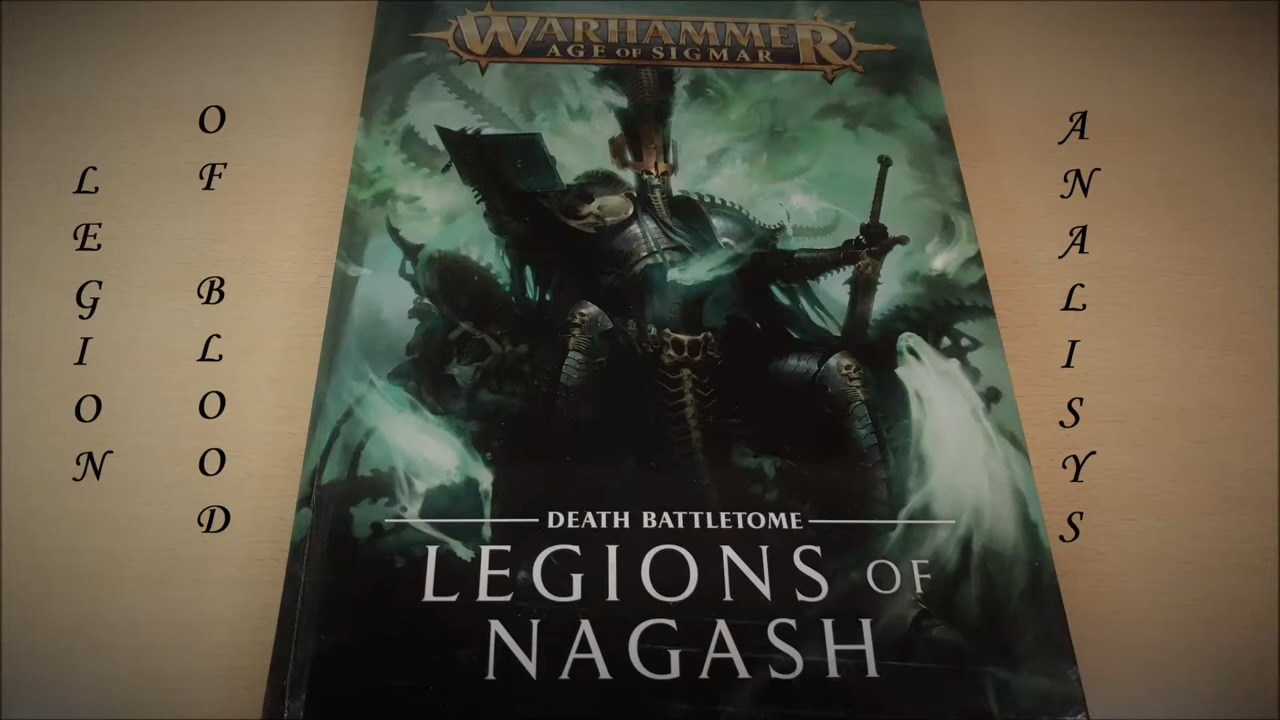 LEGION
OF BLOOD
WARHAMMER
AGE OF SIGMAR
DEATH BATTLETOME
LEGIONS OF
NAGASH
ANALISYS